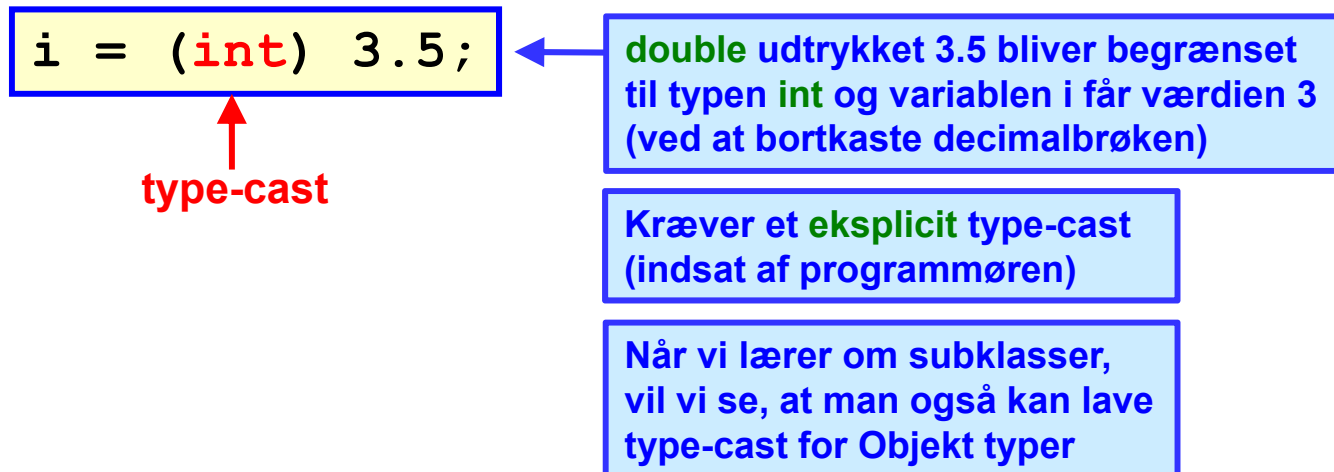 i = (int) 3.5;
type-cast
double udtrykket 3.5 bliver begrænset
til typen int og variablen i får værdien 3
(ved at bortkaste decimalbrøken)
Kræver et eksplicit type-cast
(indsat af programmøren)
Når vi lærer om subklasser,
vil vi se, at man også kan lave
type-cast for Objekt typer